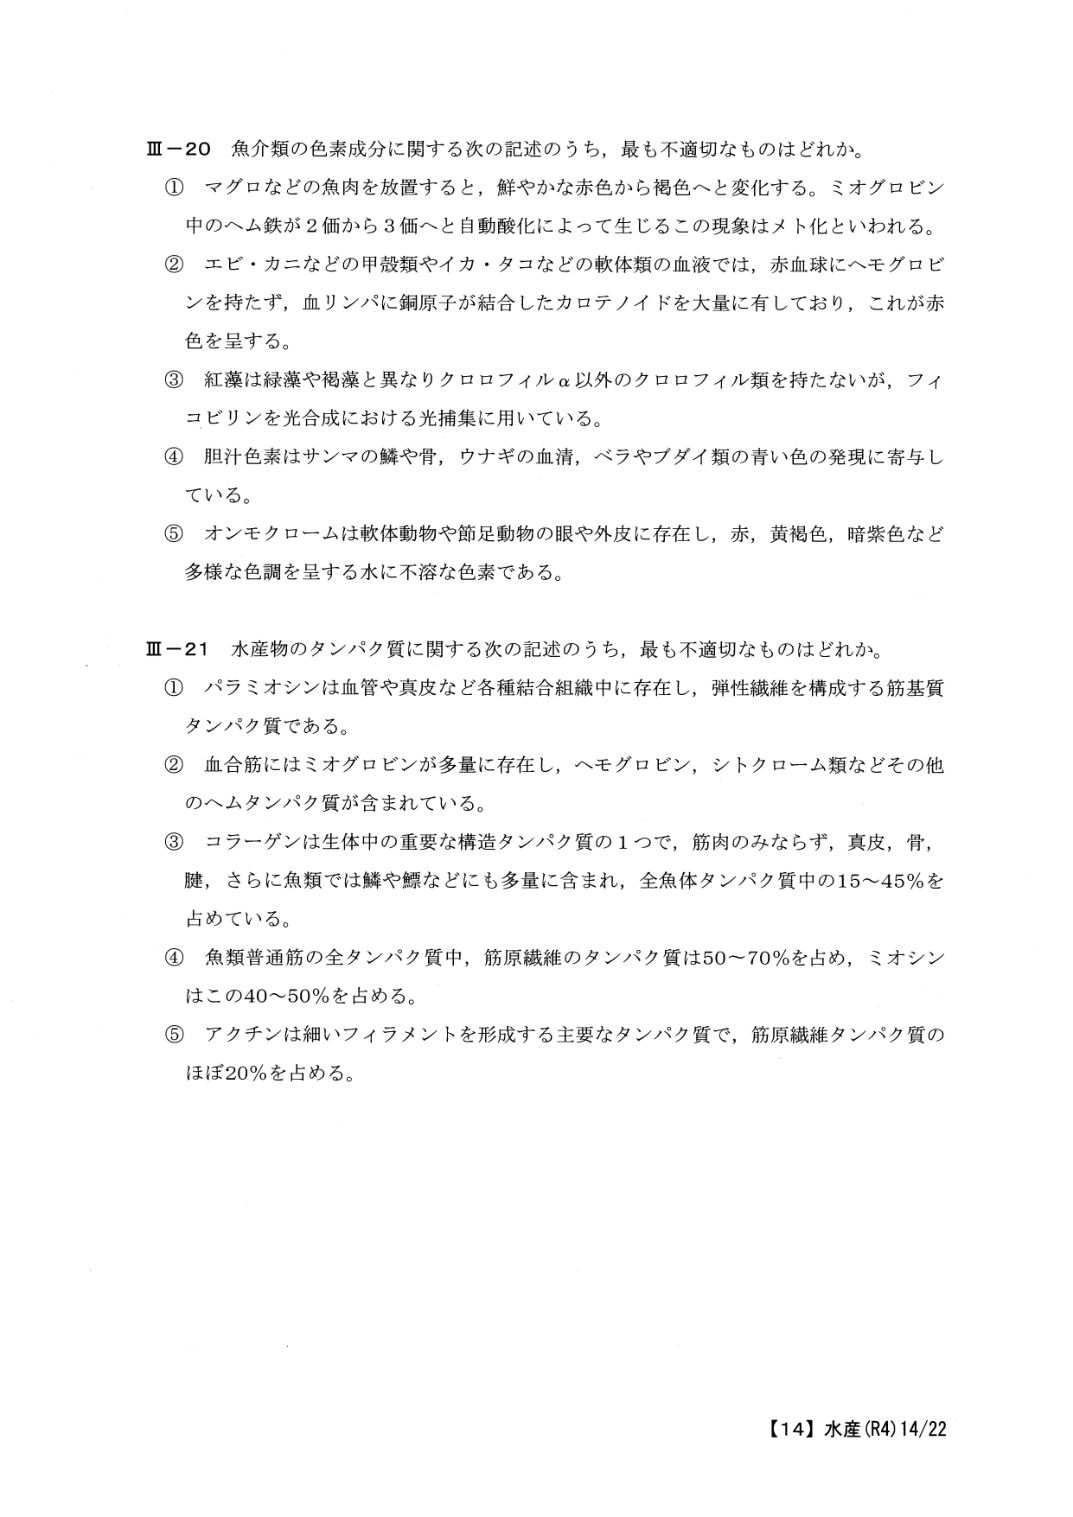 Ⅲ－20　魚介類の色素成分に関する次の記述のうち，最も不適切なものはどれか。
①　マグロなどの魚肉を放置すると，鮮やかな赤色から褐色へと変化する。ミオグロビン
中のヘム鉄が２価から３価へと自動酸化によって生じるこの現象はメト化といわれる。
②　エビ・カニなどの甲殻類やイカ・タコなどの軟体類の血液では，赤血球にヘモグロビ
ンを持たず，血リンパに銅原子が結合したカロテノイドを大量に有しており，これが赤
色を呈する。
③　紅藻は緑藻や褐藻と異なりクロロフィルα以外のクロロフィル類を持たないが，フィ
コビリンを光合成における光捕集に用いている。
④　胆汁色素はサンマの鱗や骨，ウナギの血清，ベラやブダイ類の青い色の発現に寄与し
ている。
⑤　オンモクロームは軟体動物や節足動物の眼や外皮に存在し，赤，黄褐色，暗紫色など
多様な色調を呈する水に不溶な色素である。
Ⅲ－21　水産物のタンパク質に関する次の記述のうち，最も不適切なものはどれか。
①　パラミオシンは血管や真皮など各種結合組織中に存在し，弾性繊維を構成する筋基質
タンパク質である。
②　血合筋にはミオグロビンが多量に存在し，ヘモグロビン，シトクローム類などその他
のヘムタンパク質が含まれている。
③　コラーゲンは生体中の重要な構造タンパク質の１つで，筋肉のみならず，真皮，骨，
腱，さらに魚類では鱗や鰾などにも多量に含まれ，全魚体タンパク質中の15～45％を
占めている。
④　魚類普通筋の全タンパク質中，筋原繊維のタンパク質は50～70％を占め，ミオシン
はこの40～50％を占める。
⑤　アクチンは細いフィラメントを形成する主要なタンパク質で，筋原繊維タンパク質の
ほぼ20％を占める。
【14】水産(R4)14/22